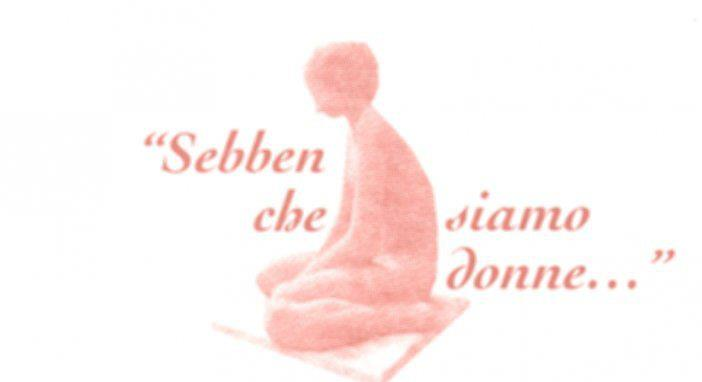 “Sebben
che siamo
donne...”